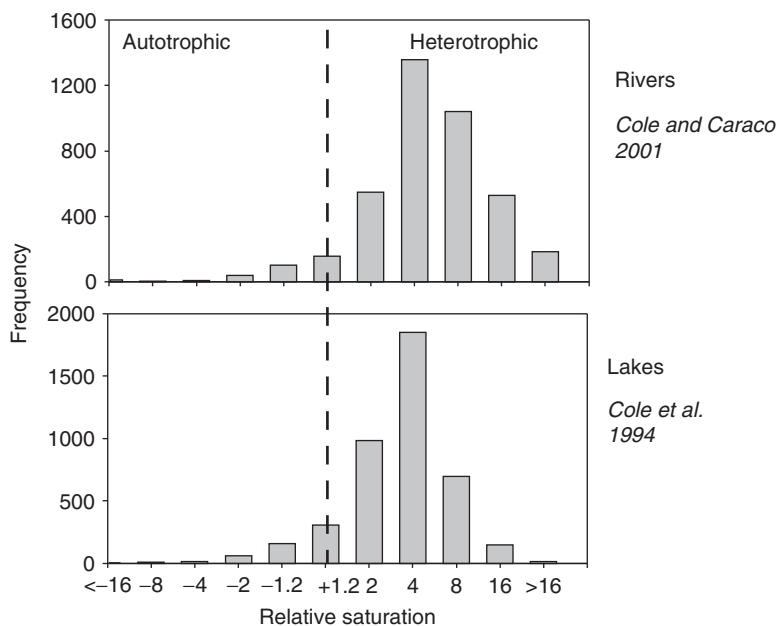 1600
Autotrophic
Heterotrophic
1200
800
400
0
Rivers
Cole and Caraco
2001
Frequency
2000
1500
1000
500
0
Lakes
Cole et al.
1994
<–16 –8 –4 –2 –1.2 +1.2 2 4 8 16 >16
Relative saturation